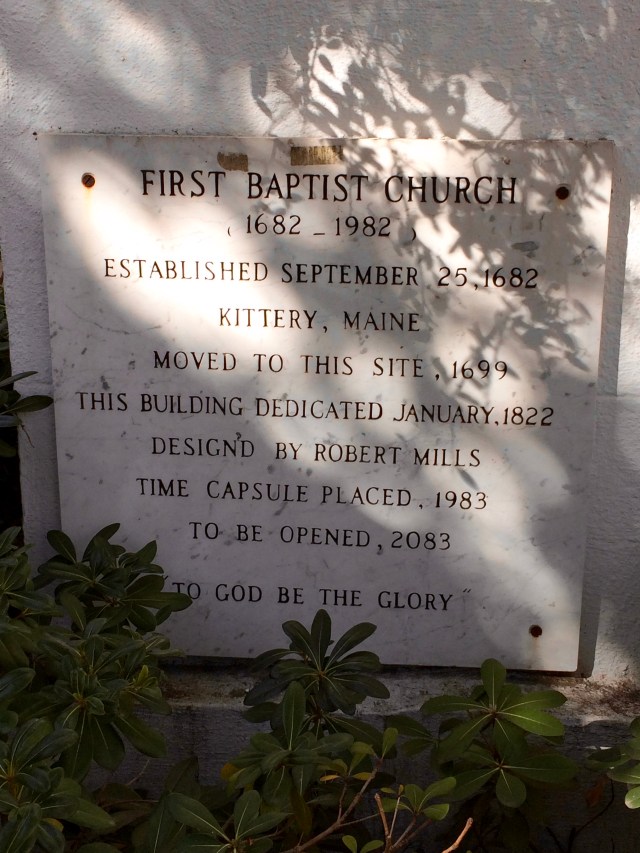 FIRST BAPTIST CHURCH
( 1682 – 1982 )
ESTABLISHED SEPTEMBER 25, 1682
KITTERY, MAINE
MOVED TO THIS SITE, 1699
THIS BUILDING DEDICATED JANUARY, 1822
DESIGN'D BY ROBERT MILLS
TIME CAPSULE PLACED, 1983
TO BE OPENED, 2083
"TO GOD BE THE GLORY"